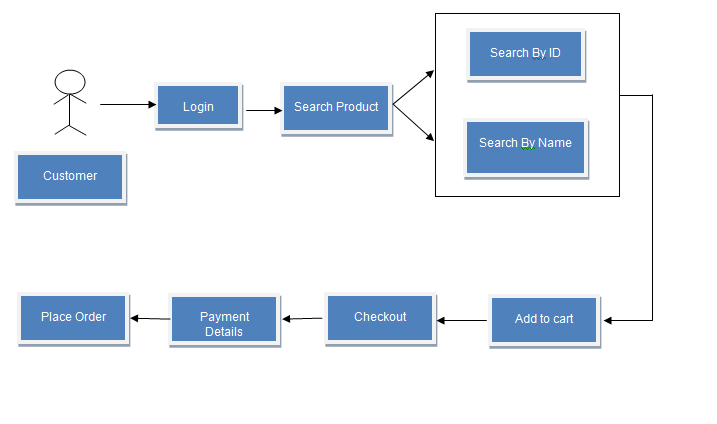 Search By ID
Login
Search Product
Search By Name
Customer
Place Order
Payment
Details
Checkout
Add to cart